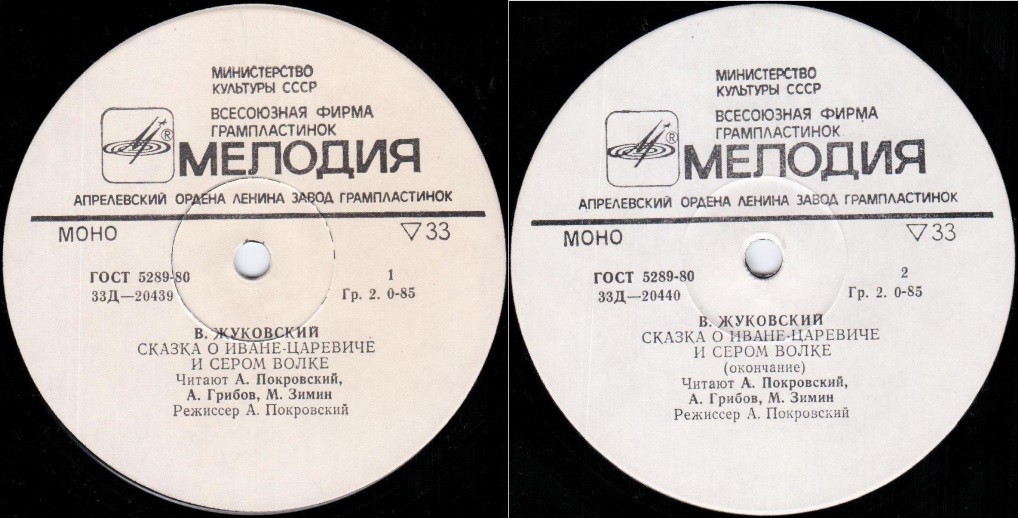 МИНИСТЕРСТВО
КУЛЬТУРЫ СССР
ВСЕСОЮЗНАЯ ФИРМА
ГРАМПЛАСТИНОК
®
МЕЛОДИЯ
АПРЕЛЕВСКИЙ ОРДЕНА ЛЕНИНА ЗАВОД ГРАМПЛАСТИНОК
МОНО ▽33
ГОСТ 5289-80 1
33Д—20439 Гр. 2. 0-85
В. ЖУКОВСКИЙ
СКАЗКА О ИВАНЕ-ЦАРЕВИЧЕ
И СЕРОМ ВОЛКЕ
Читают А. Покровский,
А. Грибов, М. Зимин
Режиссер А. Покровский
МИНИСТЕРСТВО
КУЛЬТУРЫ СССР
ВСЕСОЮЗНАЯ ФИРМА
ГРАМПЛАСТИНОК
®
МЕЛОДИЯ
АПРЕЛЕВСКИЙ ОРДЕНА ЛЕНИНА ЗАВОД ГРАМПЛАСТИНОК
МОНО ▽33
ГОСТ 5289-80 2
33Д—20440 Гр. 2. 0-85
В. ЖУКОВСКИЙ
СКАЗКА О ИВАНЕ-ЦАРЕВИЧЕ
И СЕРОМ ВОЛКЕ
(окончание)
Читают А. Покровский,
А. Грибов, М. Зимин
Режиссер А. Покровский